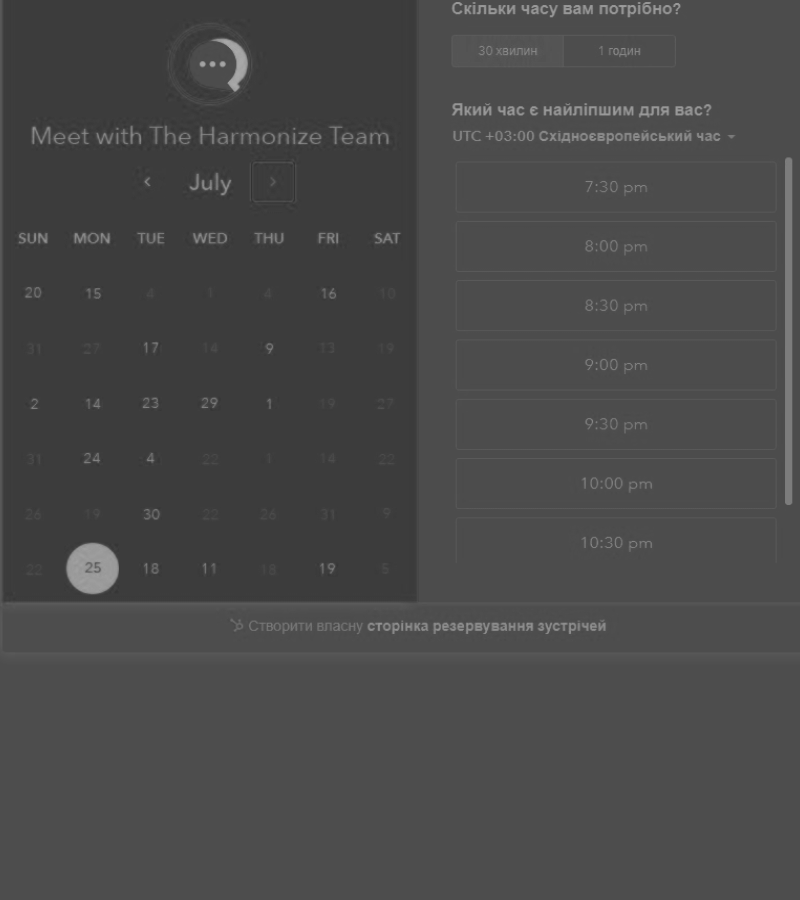 Meet with The Harmonize Team
July
SUN MON TUE WED THU FRI SAT
20 15 4 1 4 16 10
31 27 17 14 9 13 19
2 14 23 29 1 19 27
31 24 4 22 1 14 22
26 19 30 22 26 31 9
22 25 18 11 18 19 5
Скільки часу вам потрібно?
30 хвилин 1 годин
Який час є найліпшим для вас?
UTC +03:00 Східноєвропейський час
7:30 pm
8:00 pm
8:30 pm
9:00 pm
9:30 pm
10:00 pm
10:30 pm
Створити власну сторінка резервування зустрічей